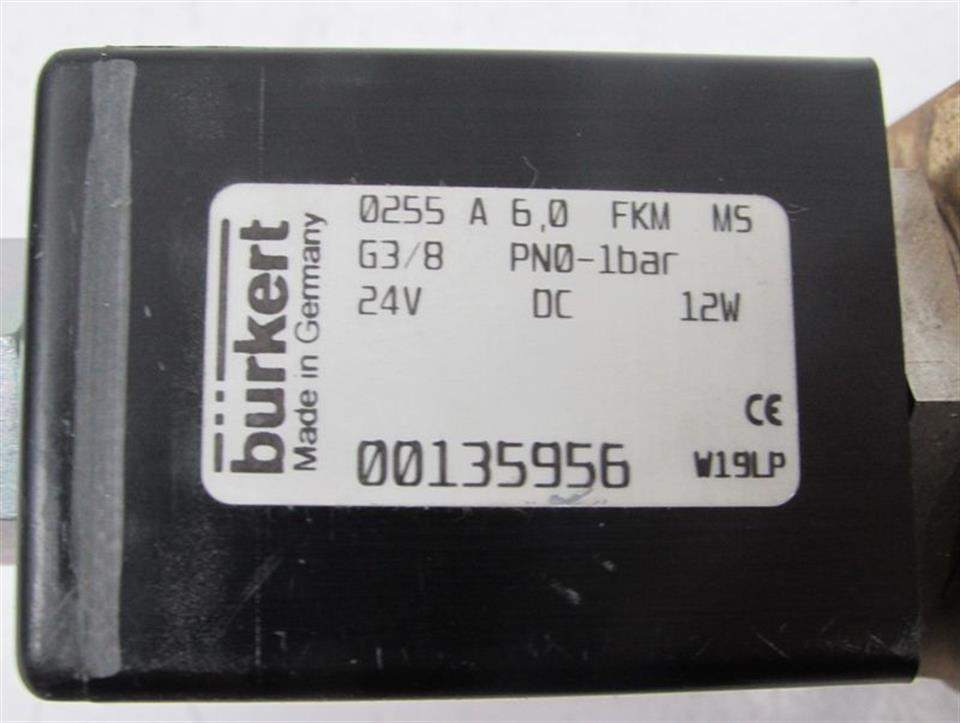 bürkert
Made in Germany
0255 A 6,0 FKM MS
G3/8 PN0-1bar
24V DC 12W
CE
00135956 W19LP